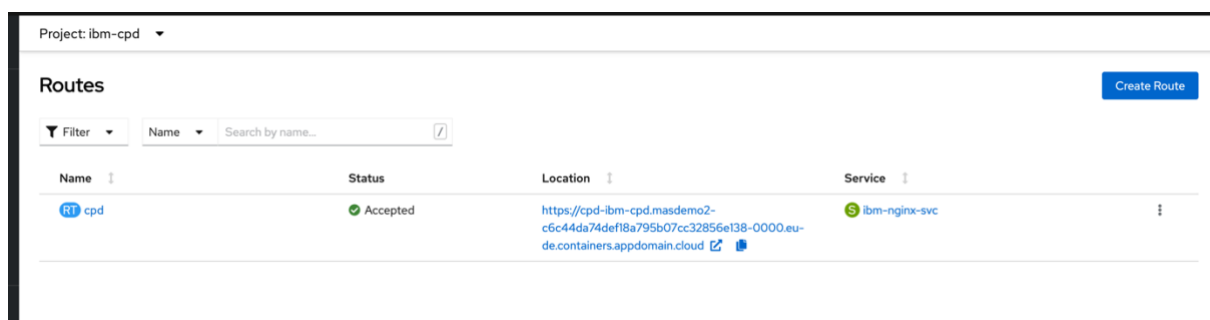 Project: ibm-cpd
Routes
Create Route
Filter
Name
Search by name...
/
Name Status Location Service
RT cpd Accepted https://cpd-ibm-cpd.masdemo2- S ibm-nginx-svc
c6c44da74def18a795b07cc32856e138-0000.eu-
de.containers.appdomain.cloud